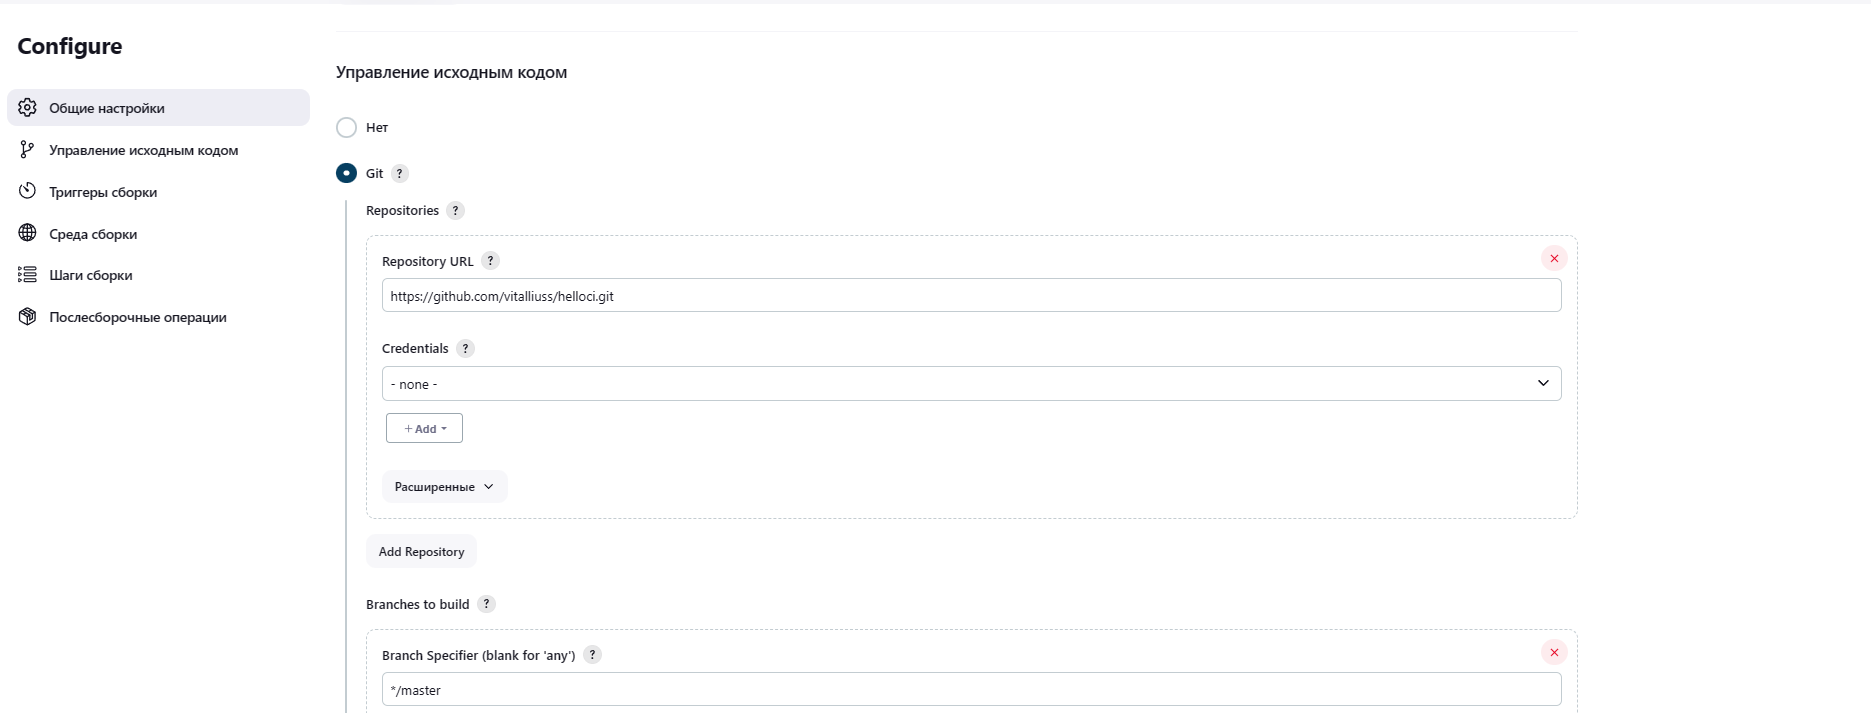 Configure
Общие настройки
Управление исходным кодом
Триггеры сборки
Среда сборки
Шаги сборки
Послесборочные операции
Управление исходным кодом
Нет
Git ?
Repositories ?
Repository URL ?
https://github.com/vitalliuss/helloci.git
Credentials ?
- none -
+ Add
Расширенные
Add Repository
Branches to build ?
Branch Specifier (blank for 'any') ?
*/master